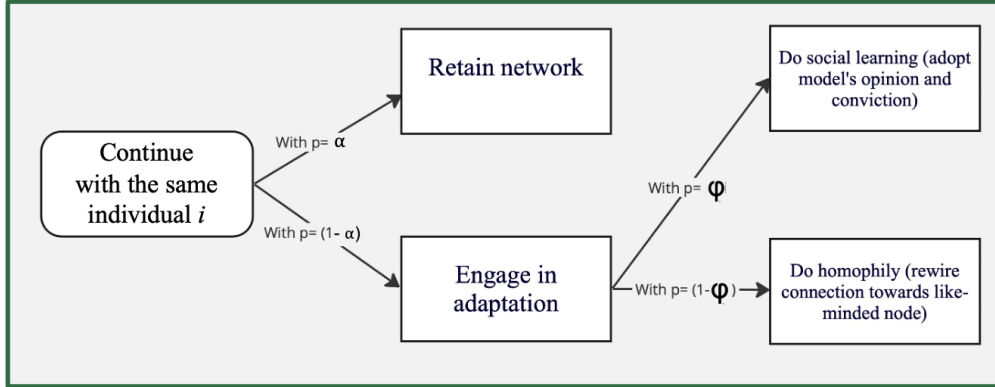 Continue
with the same
individual i
With p= α
With p= (1- α)
Retain network
Engage in
adaptation
With p= φ
With p= (1-φ)
Do social learning (adopt
model's opinion and
conviction)
Do homophily (rewire
connection towards like-
minded node)